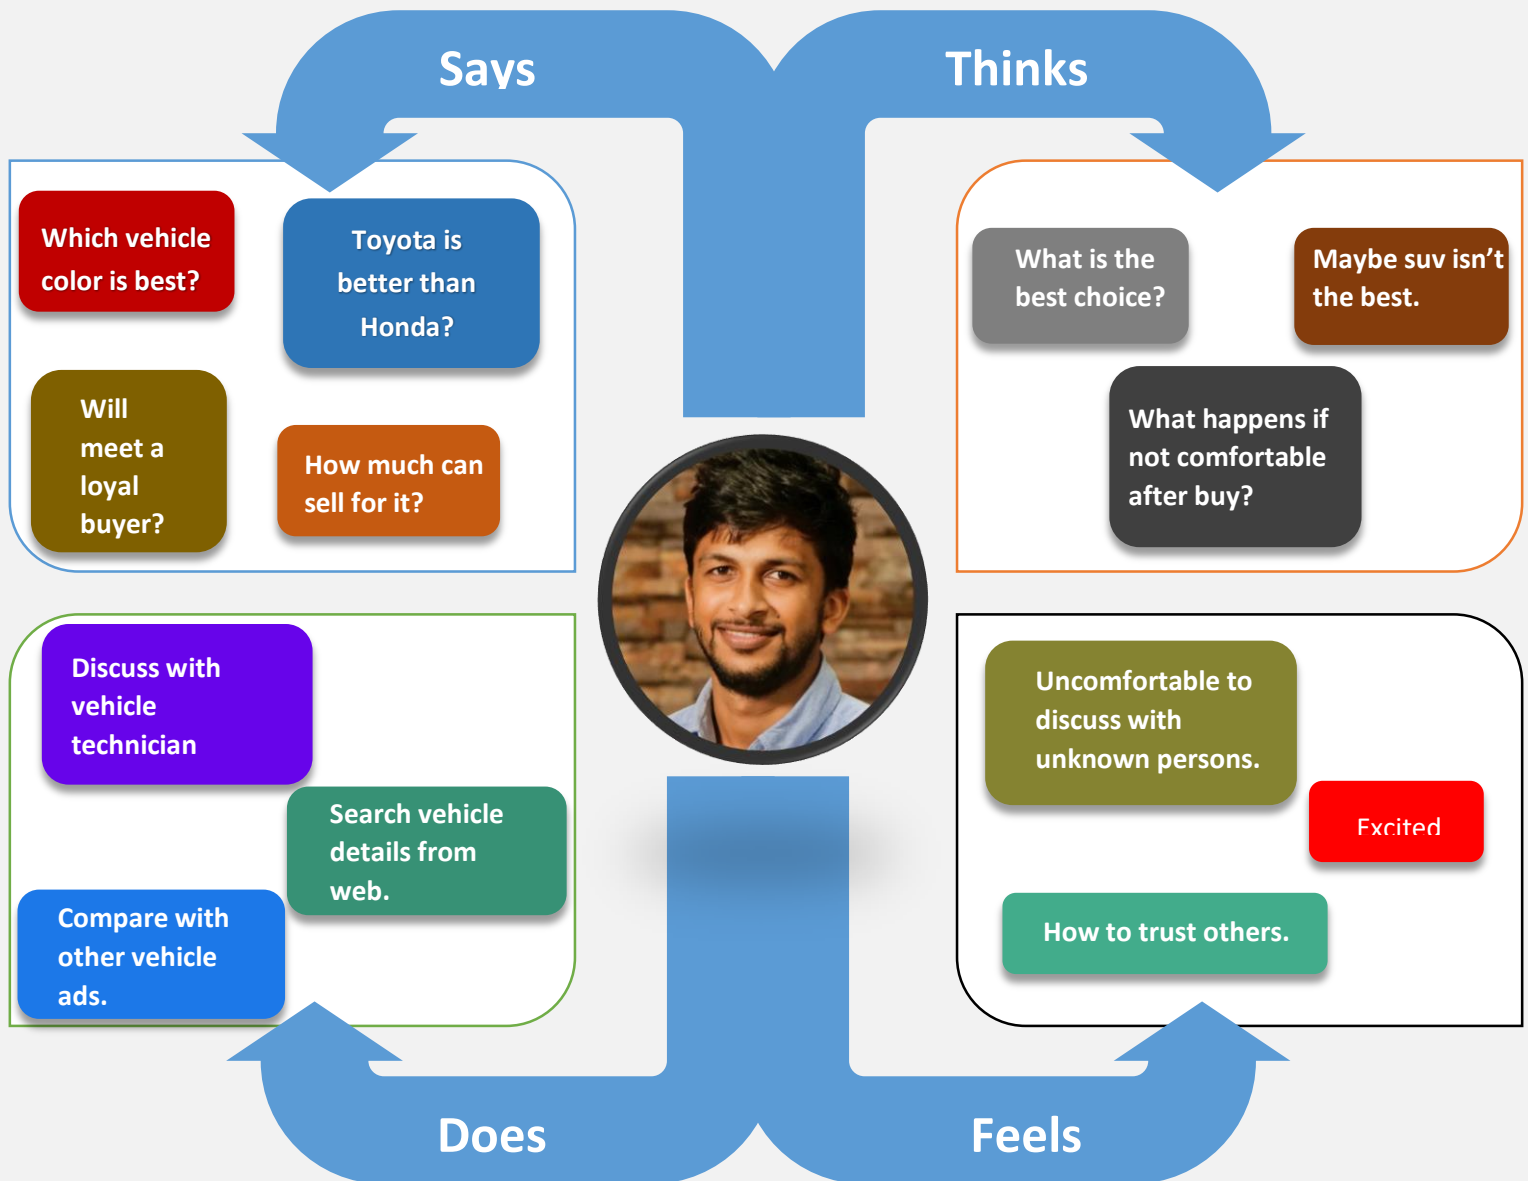 Says
Thinks
Which vehicle
color is best?
Toyota is
better than
Honda?
Will
meet a
loyal
buyer?
How much can
sell for it?
What is the
best choice?
Maybe suv isn’t
the best.
What happens if
not comfortable
after buy?
Discuss with
vehicle
technician
Search vehicle
details from
web.
Compare with
other vehicle
ads.
Uncomfortable to
discuss with
unknown persons.
Excited
How to trust others.
Does
Feels